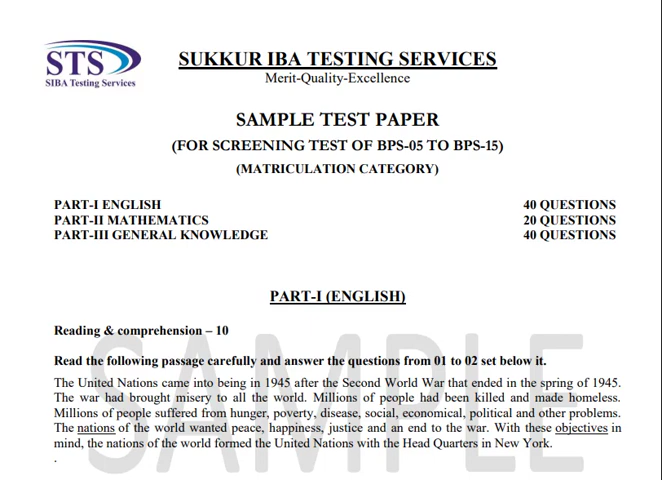 STS
SIBA Testing Services
SUKKUR IBA TESTING SERVICES
Merit-Quality-Excellence
SAMPLE TEST PAPER
(FOR SCREENING TEST OF BPS-05 TO BPS-15)
(MATRICULATION CATEGORY)
PART-I ENGLISH 40 QUESTIONS
PART-II MATHEMATICS 20 QUESTIONS
PART-III GENERAL KNOWLEDGE 40 QUESTIONS
PART-I (ENGLISH)
Reading & comprehension – 10
Read the following passage carefully and answer the questions from 01 to 02 set below it.
The United Nations came into being in 1945 after the Second World War that ended in the spring of 1945.
The war had brought misery to all the world. Millions of people had been killed and made homeless.
Millions of people suffered from hunger, poverty, disease, social, economical, political and other problems.
The nations of the world wanted peace, happiness, justice and an end to the war. With these objectives in
mind, the nations of the world formed the United Nations with the Head Quarters in New York.
.
SAMPLE